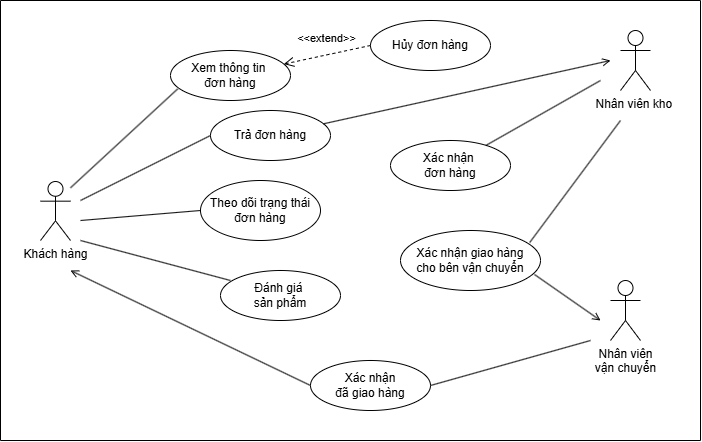 <<extend>>
Hủy đơn hàng
Xem thông tin
đơn hàng
Nhân viên kho
Trả đơn hàng
Xác nhận
đơn hàng
Theo dõi trạng thái
đơn hàng
Khách hàng
Xác nhận giao hàng
cho bên vận chuyển
Đánh giá
sản phẩm
Nhân viên
vận chuyển
Xác nhận
đã giao hàng